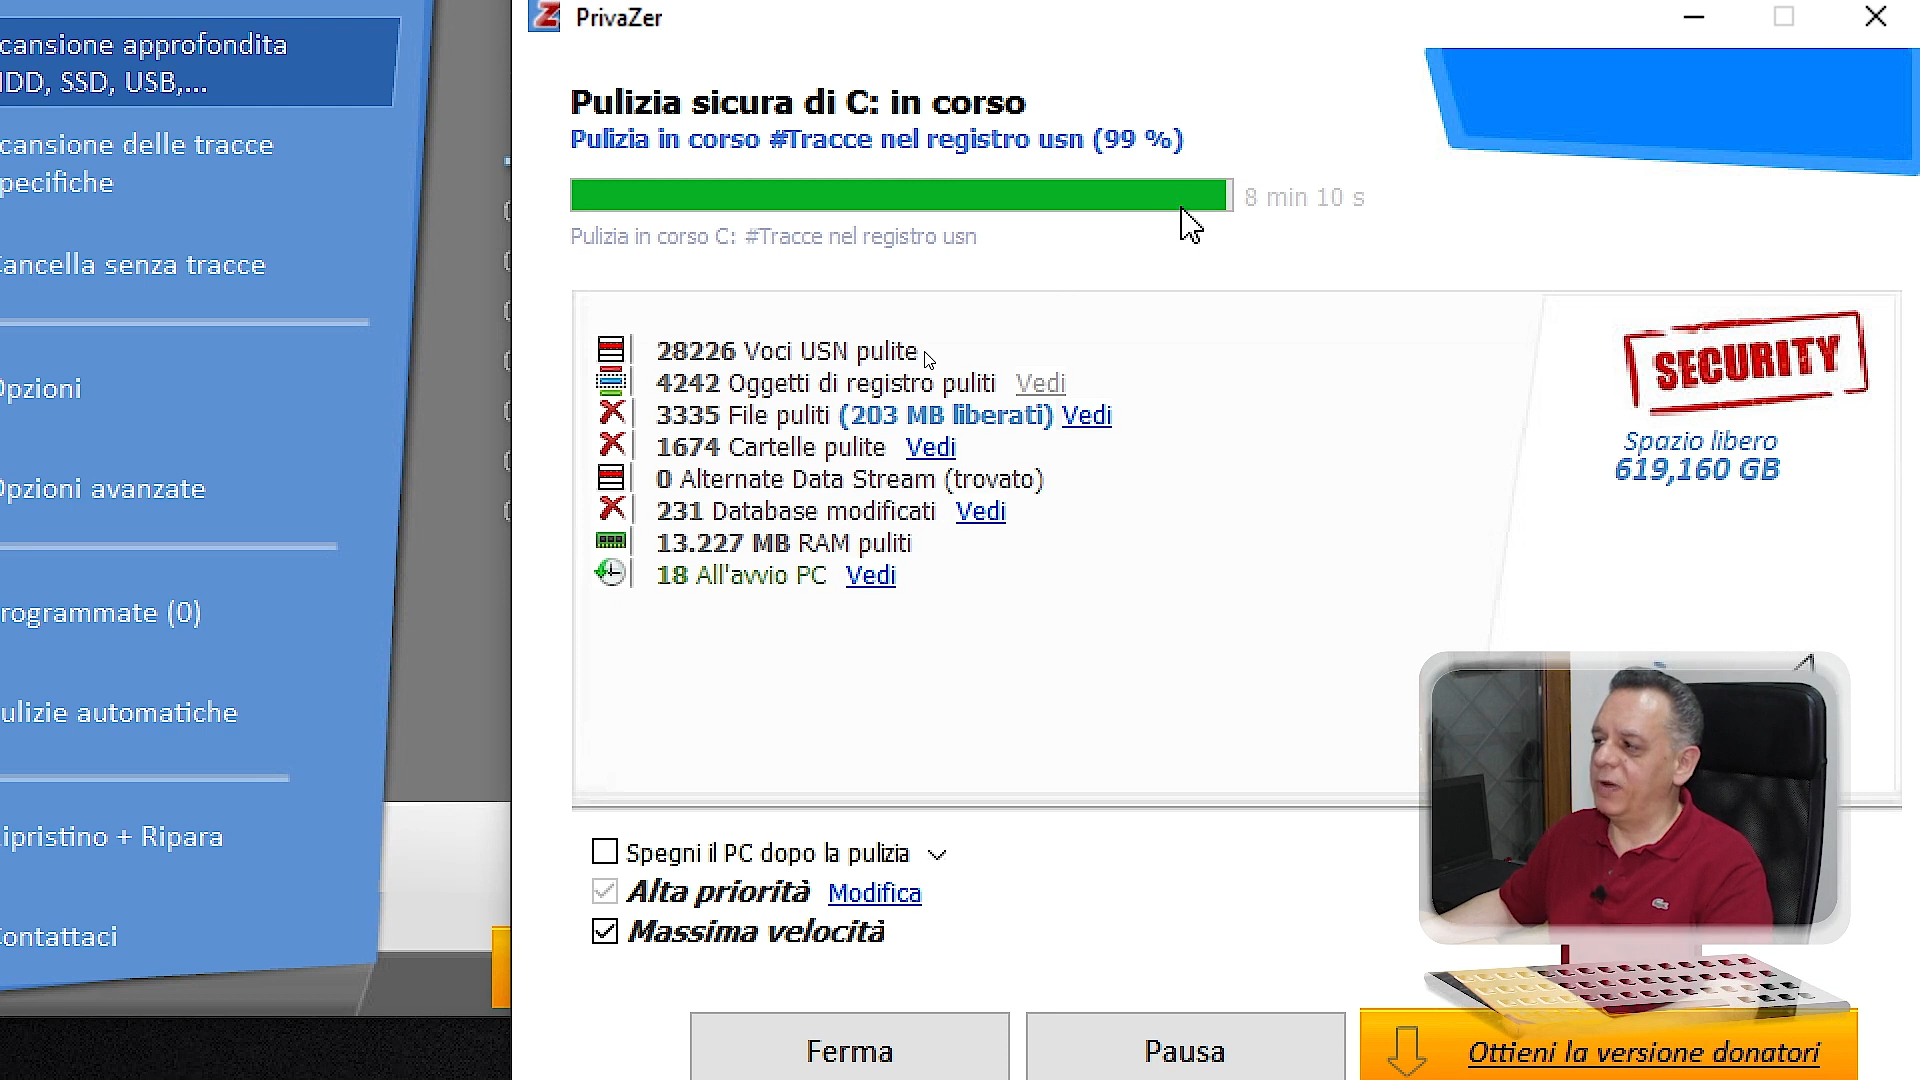 cansione approfondita
DD, SSD, USB,...
cansione delle tracce
pecifiche
ancella senza tracce
pzioni
pzioni avanzate
rogrammate (0)
ulizie automatiche
ipristino + Ripara
ontattaci
PrivaZer
Pulizia sicura di C: in corso
Pulizia in corso #Tracce nel registro usn (99 %)
8 min 10 s
Pulizia in corso C: #Tracce nel registro usn
28226 Voci USN pulite
4242 Oggetti di registro puliti Vedi
3335 File puliti (203 MB liberati) Vedi
1674 Cartelle pulite Vedi
0 Alternate Data Stream (trovato)
231 Database modificati Vedi
13.227 MB RAM puliti
18 All'avvio PC Vedi
SECURITY
Spazio libero
619,160 GB
Spegni il PC dopo la pulizia
Alta priorità Modifica
Massima velocità
Ferma
Pausa
Ottieni la versione donatori